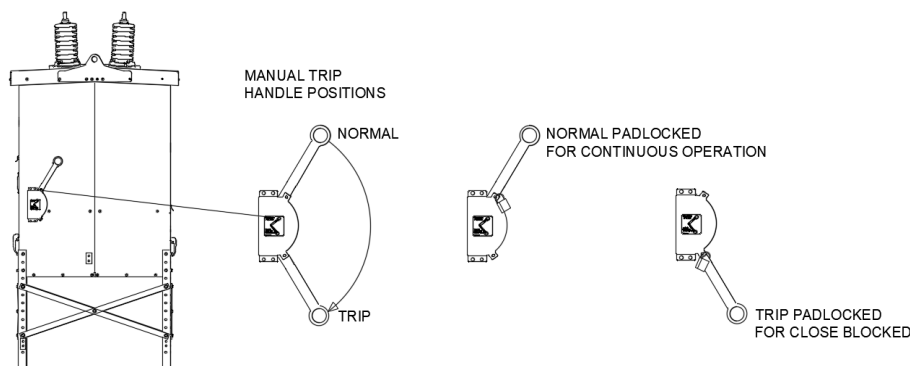 MANUAL TRIP
HANDLE POSITIONS
NORMAL
TRIP
NORMAL PADLOCKED
FOR CONTINUOUS OPERATION
TRIP PADLOCKED
FOR CLOSE BLOCKED